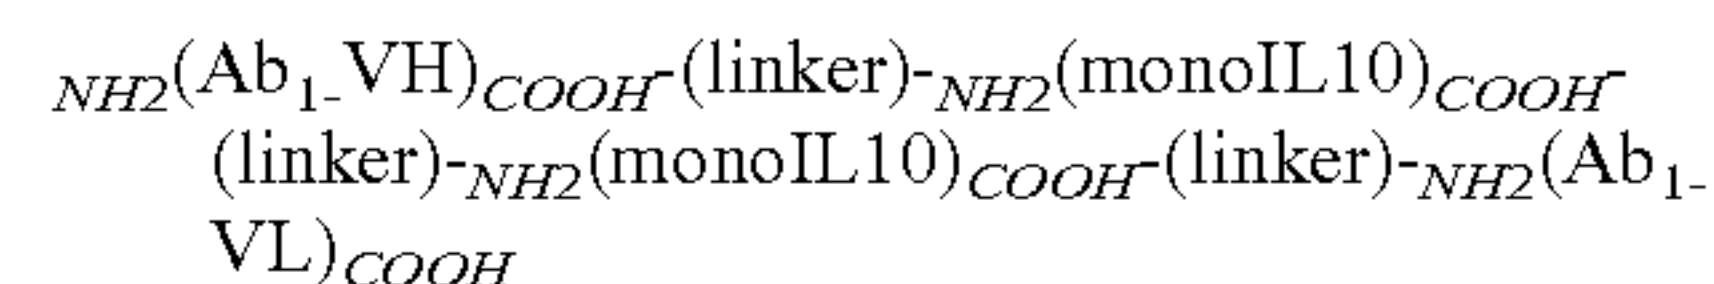 NH2(Ab1-VH)COOH-(linker)-NH2(monoIL10)COOH-
(linker)-NH2(monoIL10)COOH-(linker)-NH2(Ab1-
VL)COOH